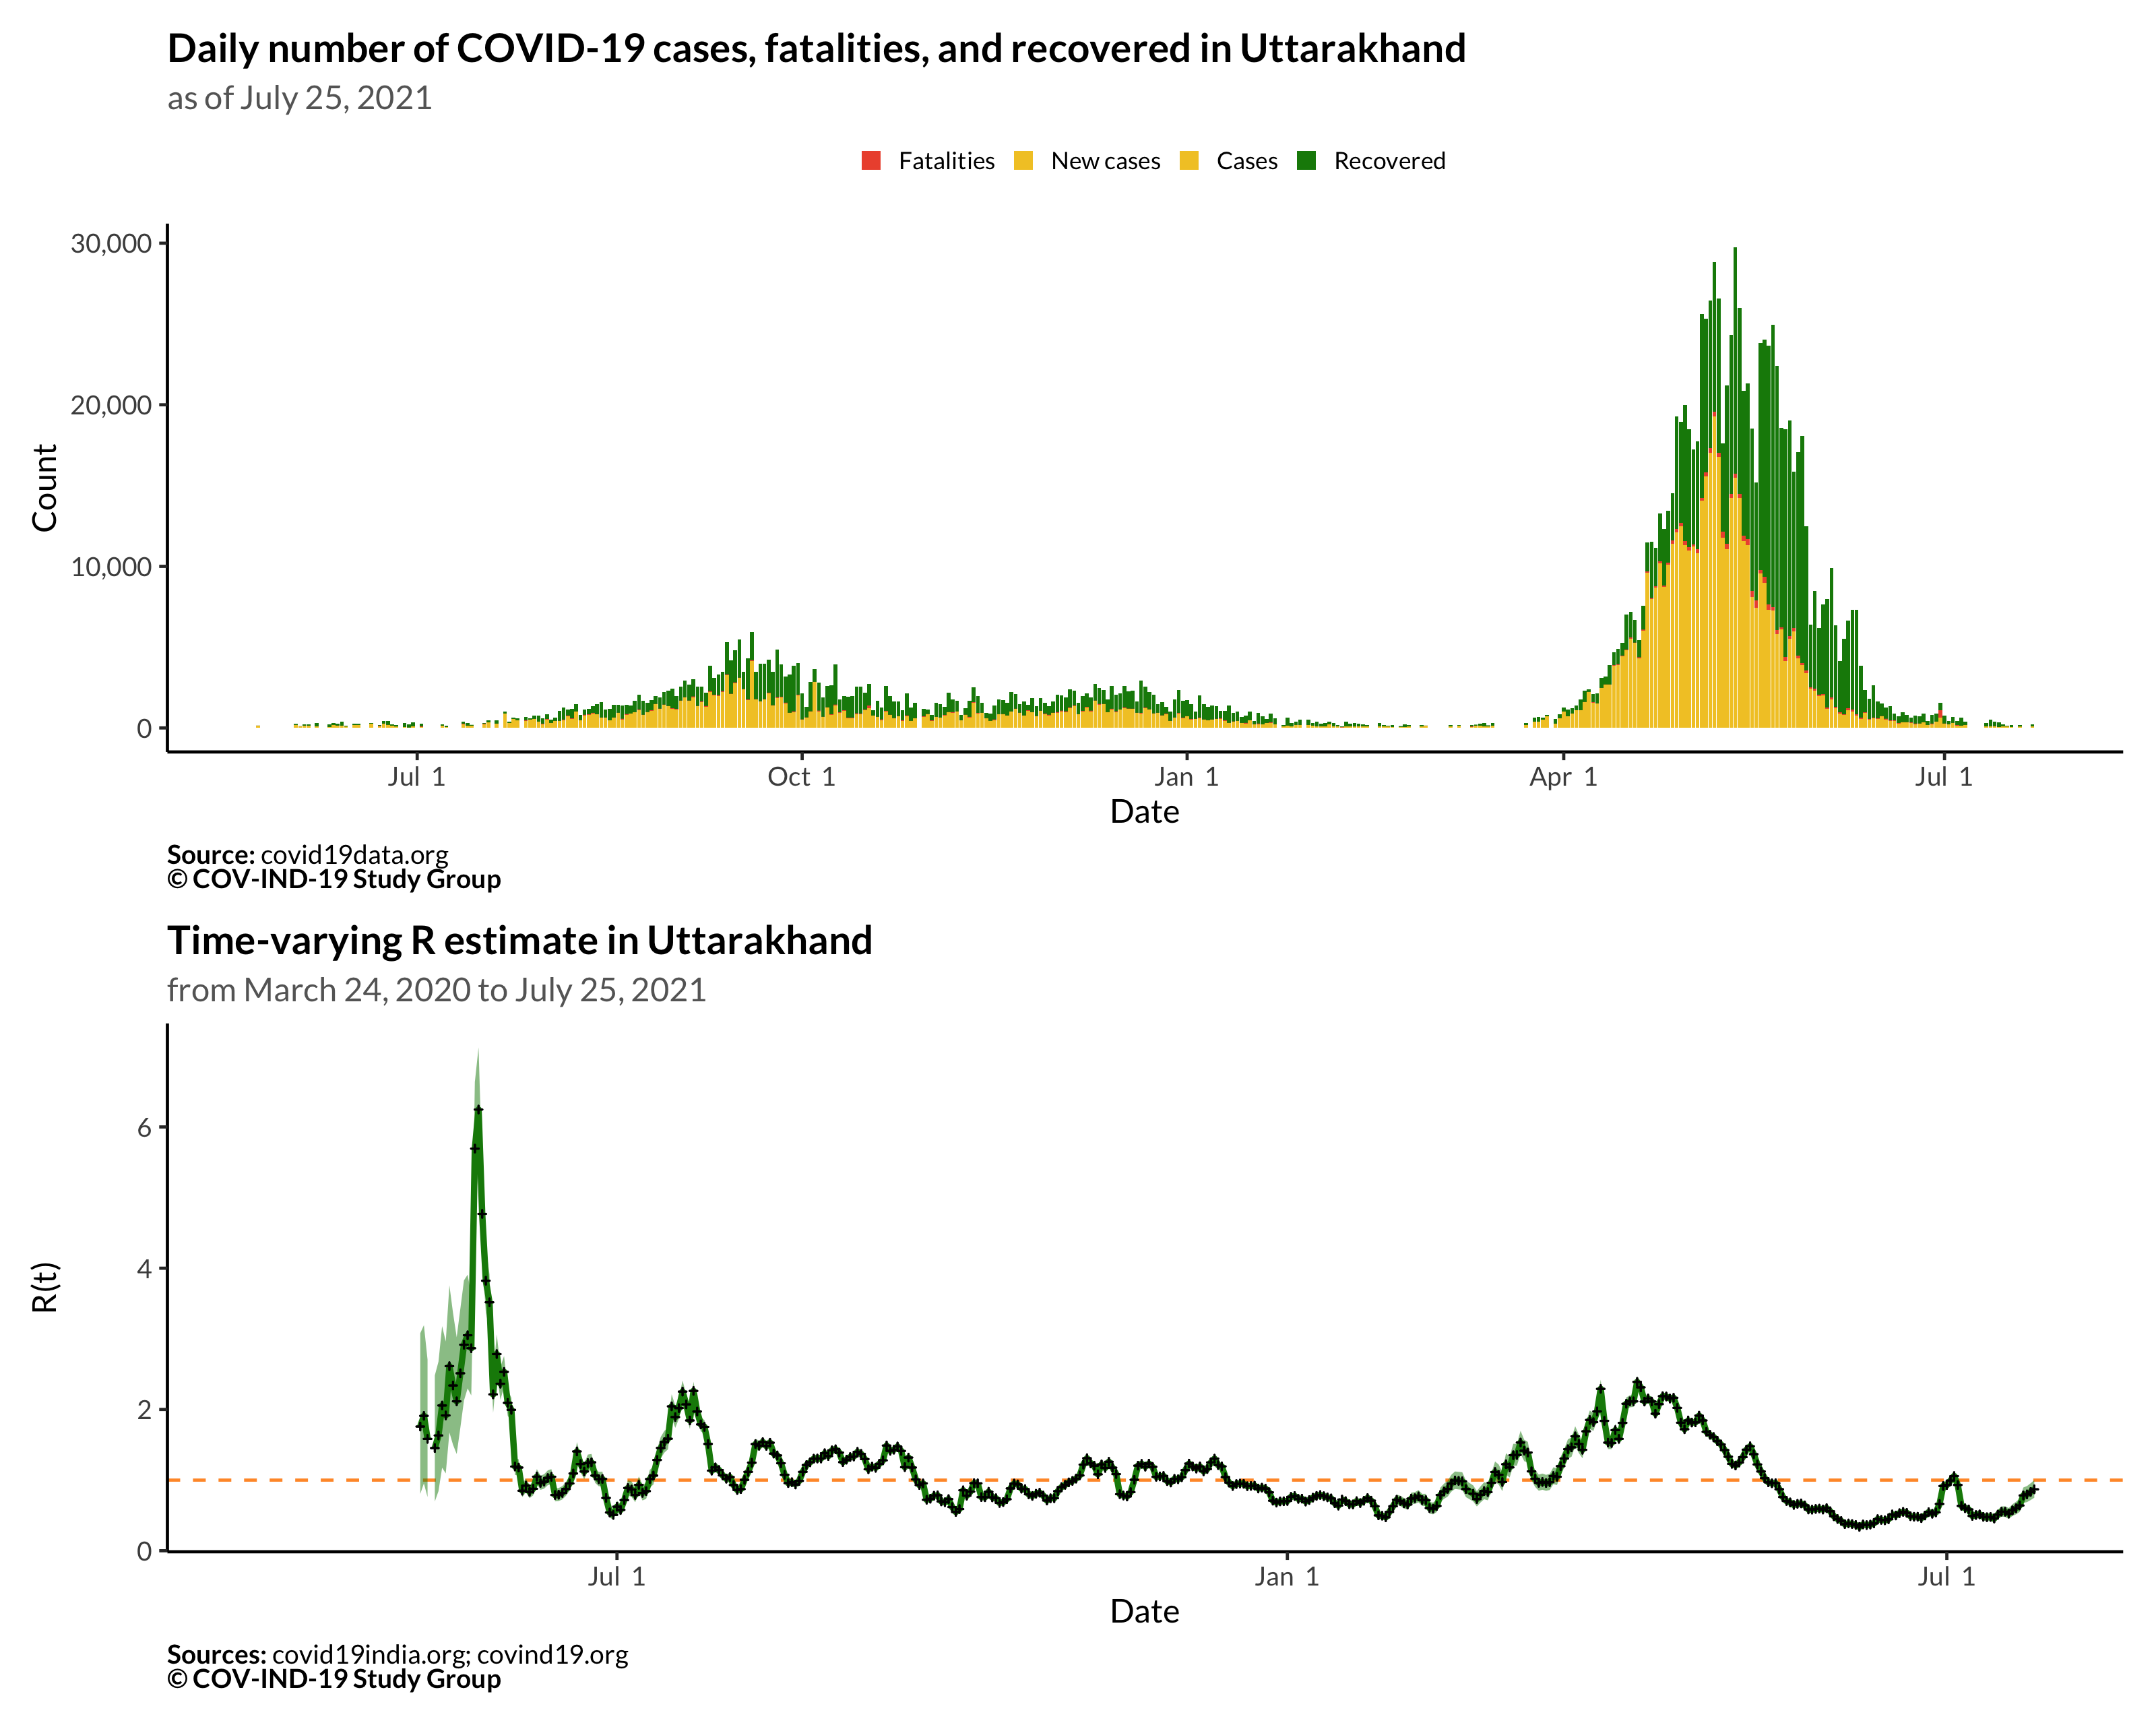 Daily number of COVID-19 cases, fatalities, and recovered in Uttarakhand
as of July 25, 2021
Fatalities New cases Cases Recovered
30,000
20,000
10,000
0
Count
Jul 1 Oct 1 Jan 1 Apr 1 Jul 1
Date
Source: covid19data.org
© COV-IND-19 Study Group
Time-varying R estimate in Uttarakhand
from March 24, 2020 to July 25, 2021
6
4
2
0
R(t)
Jul 1 Jan 1 Jul 1
Date
Sources: covid19india.org; covind19.org
© COV-IND-19 Study Group